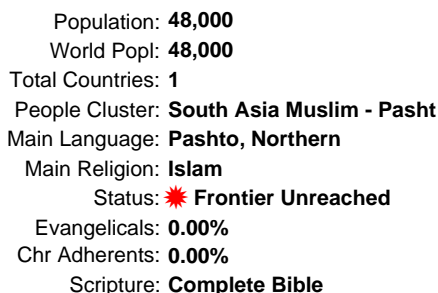 Population: 48,000
World Popl: 48,000
Total Countries: 1
People Cluster: South Asia Muslim - Pasht
Main Language: Pashto, Northern
Main Religion: Islam
Status: Frontier Unreached
Evangelicals: 0.00%
Chr Adherents: 0.00%
Scripture: Complete Bible